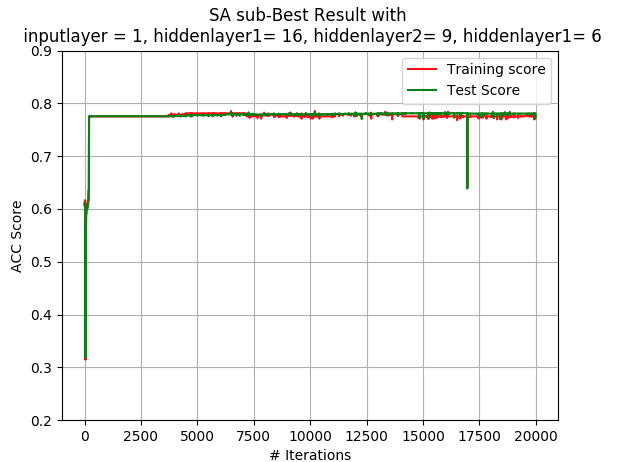 SA sub-Best Result with
inputlayer = 1, hiddenlayer1= 16, hiddenlayer2= 9, hiddenlayer1= 6
Training score
Test Score
ACC Score
0.9
0.8
0.7
0.6
0.5
0.4
0.3
0.2
0 2500 5000 7500 10000 12500 15000 17500 20000
# Iterations